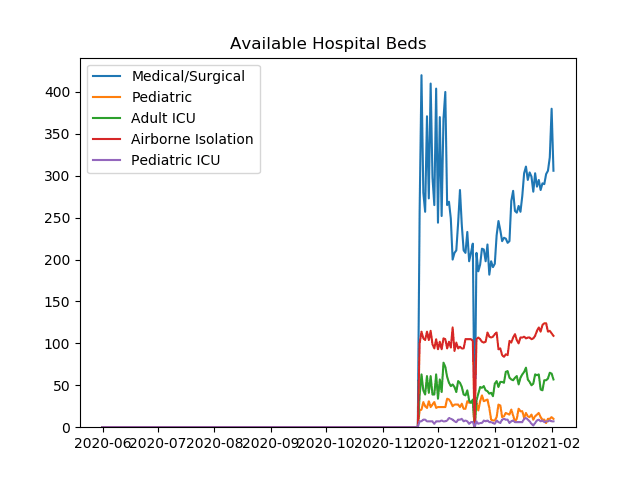 Available Hospital Beds
Medical/Surgical
Pediatric
Adult ICU
Airborne Isolation
Pediatric ICU
400
350
300
250
200
150
100
50
0
2020-06 2020-07 2020-08 2020-09 2020-10 2020-11 2020-12 2021-01 2021-02